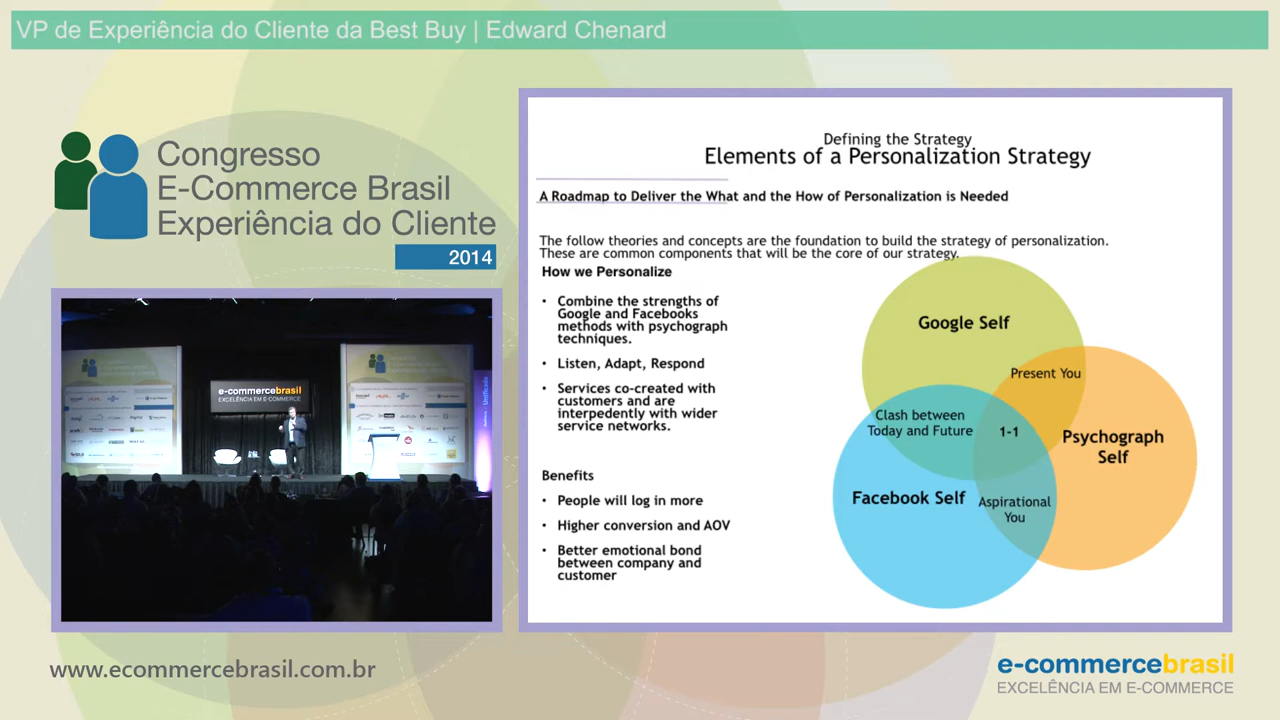 VP de Experiência do Cliente da Best Buy | Edward Chenard
Congresso
E-Commerce Brasil
Experiência do Cliente
2014
e-commercebrasil
EXCELÊNCIA EM E-COMMERCE
Defining the Strategy
Elements of a Personalization Strategy
A Roadmap to Deliver the What and the How of Personalization is Needed
The follow theories and concepts are the foundation to build the strategy of personalization.
These are common components that will be the core of our strategy.
How we Personalize
• Combine the strengths of
Google and Facebooks
methods with psychograph
techniques.
• Listen, Adapt, Respond
• Services co-created with
customers and are
interpedently with wider
service networks.
Benefits
• People will log in more
• Higher conversion and AOV
• Better emotional bond
between company and
customer
Google Self
Present You
Clash between
Today and Future
1-1
Psychograph
Self
Facebook Self
Aspirational
You
www.ecommercebrasil.com.br
e-commercebrasil
EXCELÊNCIA EM E-COMMERCE